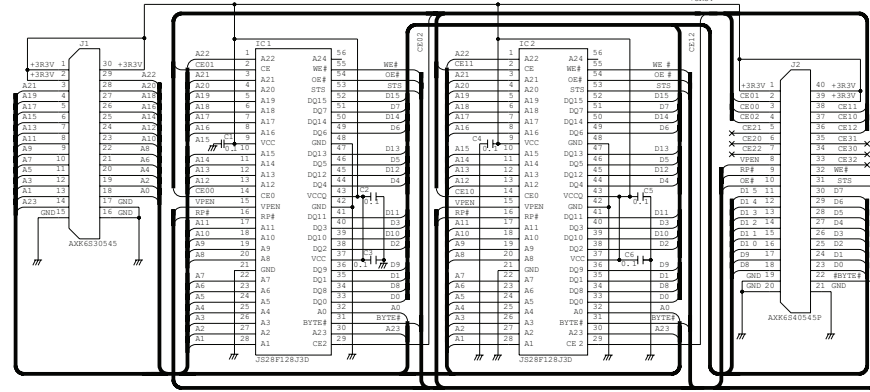 CE02
CE12
J1
+3R3V 1 30 +3R3V
+3R3V 2 29 A22
A21 3 28 A20
A19 4 27 A18
A17 5 26 A16
A15 6 25 A14
A13 7 24 A12
A11 8 23 A10
A9 9 22 A8
A7 10 21 A6
A5 11 20 A4
A3 12 19 A2
A1 13 18 A0
A23 14 17 GND
GND 15 16 GND
AXK6S30545
IC1
A22 1 A22 A24 56
CE01 2 CE WE# 55 WE#
A21 3 A21 OE# 54 OE#
A20 4 A20 STS 53 STS
A19 5 A19 DQ15 52 D15
A18 6 A18 DQ7 51 D7
A17 7 A17 DQ14 50 D14
A16 8 A16 DQ6 49 D6
A15 C1 0.1 9 VCC GND 48
10 A15 DQ13 47 D13
A14 11 A14 DQ5 46 D5
A13 12 A13 DQ12 45 D12
A12 13 A12 DQ4 44 D4
CE00 14 CE0 VCCQ 43 C2 0.1
VPEN 15 VPEN GND 42
RP# 16 RP# DQ11 41 D11
A11 17 A11 DQ3 40 D3
A10 18 A10 DQ10 39 D10
A9 19 A9 DQ2 38 D2
A8 20 A8 VCC 37 C3 0.1
21 GND DQ9 36 D9
A7 22 A7 DQ1 35 D1
A6 23 A6 DQ8 34 D8
A5 24 A5 DQ0 33 D0
A4 25 A4 A0 32 A0
A3 26 A3 BYTE# 31 BYTE#
A2 27 A2 A23 30 A23
A1 28 A1 CE2 29
JS28F128J3D
IC2
A22 1 A22 A24 56
CE11 2 CE WE# 55 WE#
A21 3 A21 OE# 54 OE#
A20 4 A20 STS 53 STS
A19 5 A19 DQ15 52 D15
A18 6 A18 DQ7 51 D7
A17 7 A17 DQ14 50 D14
A16 8 A16 DQ6 49 D6
C4 0.1 9 VCC GND 48
A15 10 A15 DQ13 47 D13
A14 11 A14 DQ5 46 D5
A13 12 A13 DQ12 45 D12
A12 13 A12 DQ4 44 D4
CE10 14 CE0 VCCQ 43 C5 0.1
VPEN 15 VPEN GND 42
RP# 16 RP# DQ11 41 D11
A11 17 A11 DQ3 40 D3
A10 18 A10 DQ10 39 D10
A9 19 A9 DQ2 38 D2
A8 20 A8 VCC 37 C6 0.1
21 GND DQ9 36 D9
A7 22 A7 DQ1 35 D1
A6 23 A6 DQ8 34 D8
A5 24 A5 DQ0 33 D0
A4 25 A4 A0 32 A0
A3 26 A3 BYTE# 31 BYTE#
A2 27 A2 A23 30 A23
A1 28 A1 CE2 29
JS28F128J3D
J2
+3R3V 1 40 +3R3V
+3R3V 2 39 +3R3V
CE01 3 38 CE11
CE00 4 37 CE10
CE02 5 36 CE12
CE21 6 35 CE31
CE20 7 34 CE30
CE22 8 33 CE32
VPEN 9 32 WE#
RP# 10 31 STS
OE# 11 30 D7
D15 12 29 D6
D14 13 28 D5
D13 14 27 D4
D12 15 26 D3
D11 16 25 D2
D10 17 24 D1
D9 18 23 D0
D8 19 22 #BYTE#
GND 20 21 GND
GND
AXK6S40545P